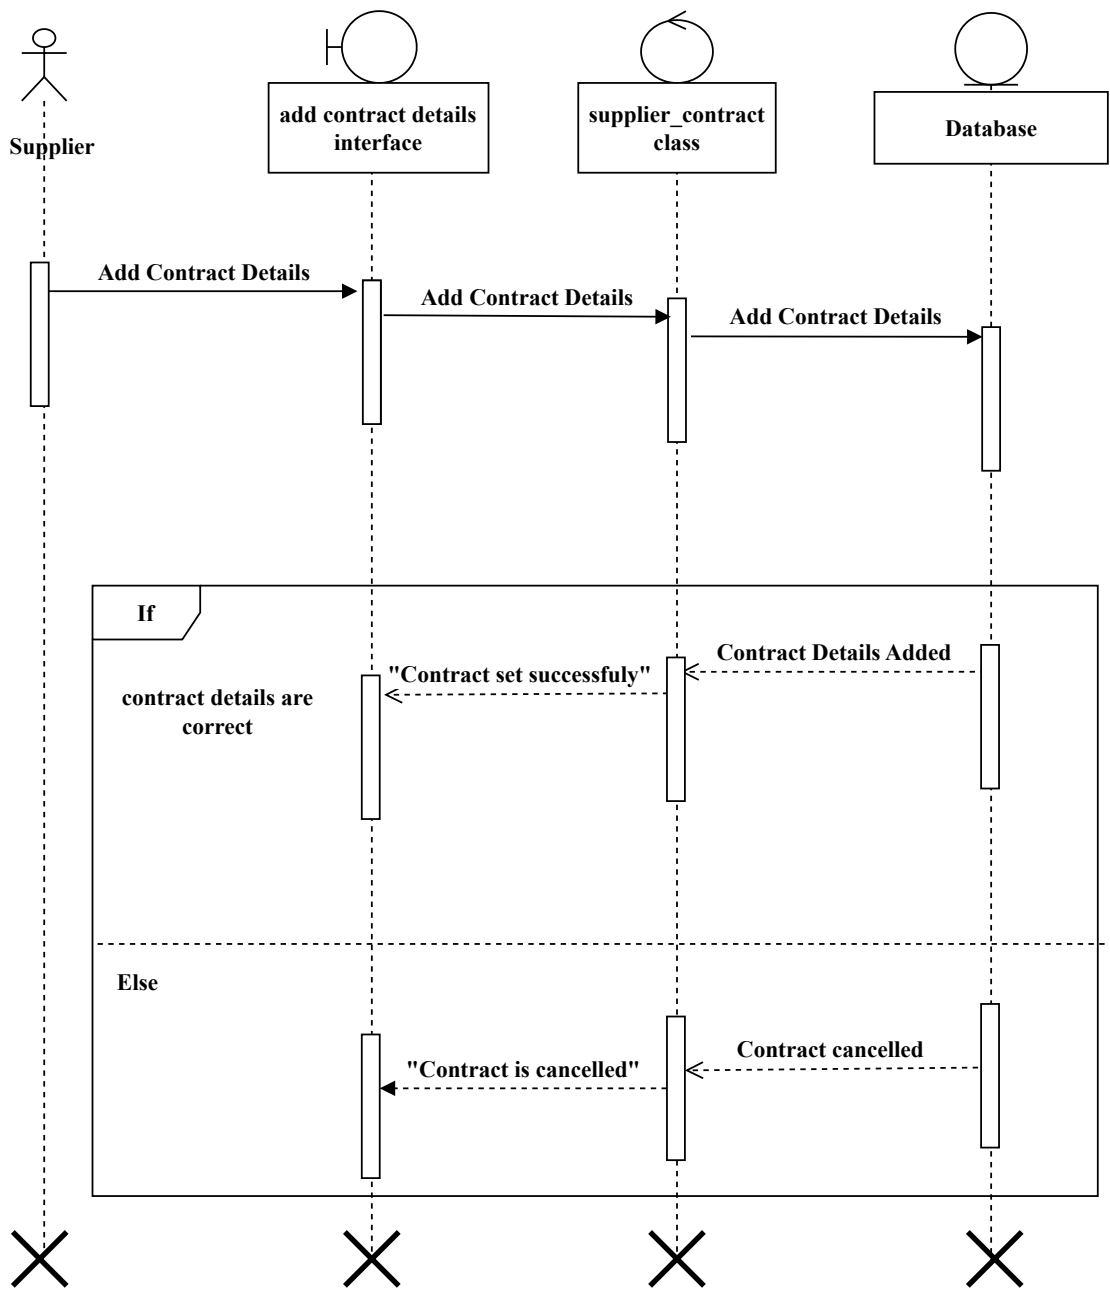 Supplier
add contract details
interface
supplier_contract
class
Database
Add Contract Details
Add Contract Details
Add Contract Details
If
Contract Details Added
"Contract set successfuly"
contract details are
correct
Else
Contract cancelled
"Contract is cancelled"